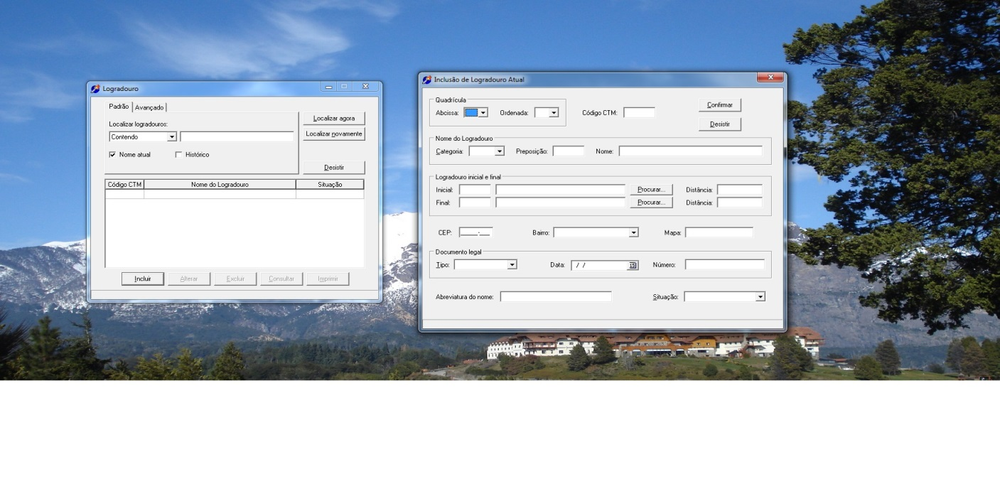 Logradouro
Padrão Avançado
Localizar logradouros:
Contendo
Nome atual Histórico
Localizar agora
Localizar novamente
Desistir
Código CTM Nome do Logradouro Situação
Incluir Alterar Excluir Consultar Imprimir
Inclusão de Logradouro Atual
Quadrícula
Abcissa: Ordenada: Código CTM:
Confirmar
Desistir
Nome do Logradouro
Categoria: Preposição: Nome:
Logradouro inicial e final
Inicial: Procurar... Distância:
Final: Procurar... Distância:
CEP: _____-___ Bairro: Mapa:
Documento legal
Tipo: Data: / / 15 Número:
Abreviatura do nome: Situação: